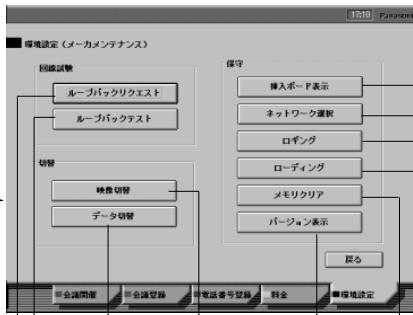 17:10 Panason
■環境設定（メーカメンテナンス）
回線試験
ループバックリクエスト
ループバックテスト
切替
映像切替
データ切替
保守
挿入ボード表示
ネットワーク選択
ロギング
ローディング
メモリクリア
バージョン表示
戻る
■会議開催
■会議登録
■電話番号登録
■料金
■環境設定